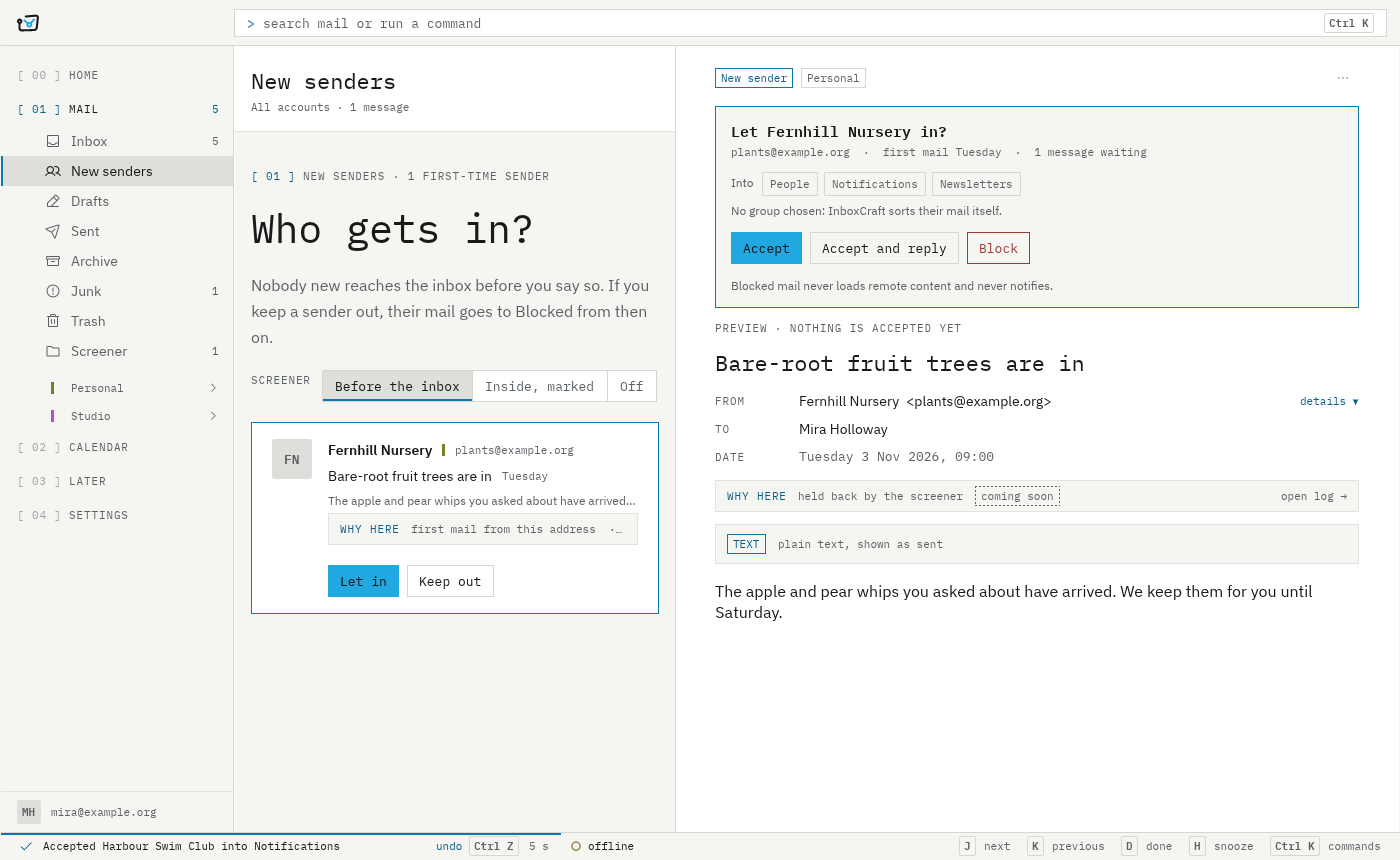 > search mail or run a command Ctrl K
[ 00 ] HOME
[ 01 ] MAIL 5
Inbox 5
New senders
Drafts
Sent
Archive
Junk 1
Trash
Screener 1
Personal
Studio
[ 02 ] CALENDAR
[ 03 ] LATER
[ 04 ] SETTINGS
MH mira@example.org
New senders
All accounts · 1 message
[ 01 ] NEW SENDERS · 1 FIRST-TIME SENDER
Who gets in?
Nobody new reaches the inbox before you say so. If you
keep a sender out, their mail goes to Blocked from then
on.
SCREENER Before the inbox Inside, marked Off
FN Fernhill Nursery plants@example.org
Bare-root fruit trees are in Tuesday
The apple and pear whips you asked about have arrived...
WHY HERE first mail from this address ·…
Let in Keep out
New sender Personal ...
Let Fernhill Nursery in?
plants@example.org · first mail Tuesday · 1 message waiting
Into People Notifications Newsletters
No group chosen: InboxCraft sorts their mail itself.
Accept Accept and reply Block
Blocked mail never loads remote content and never notifies.
PREVIEW · NOTHING IS ACCEPTED YET
Bare-root fruit trees are in
FROM Fernhill Nursery <plants@example.org> details ▾
TO Mira Holloway
DATE Tuesday 3 Nov 2026, 09:00
WHY HERE held back by the screener coming soon open log →
TEXT plain text, shown as sent
The apple and pear whips you asked about have arrived. We keep them for you until
Saturday.
Accepted Harbour Swim Club into Notifications undo Ctrl Z 5 s offline J next K previous D done H snooze Ctrl K commands